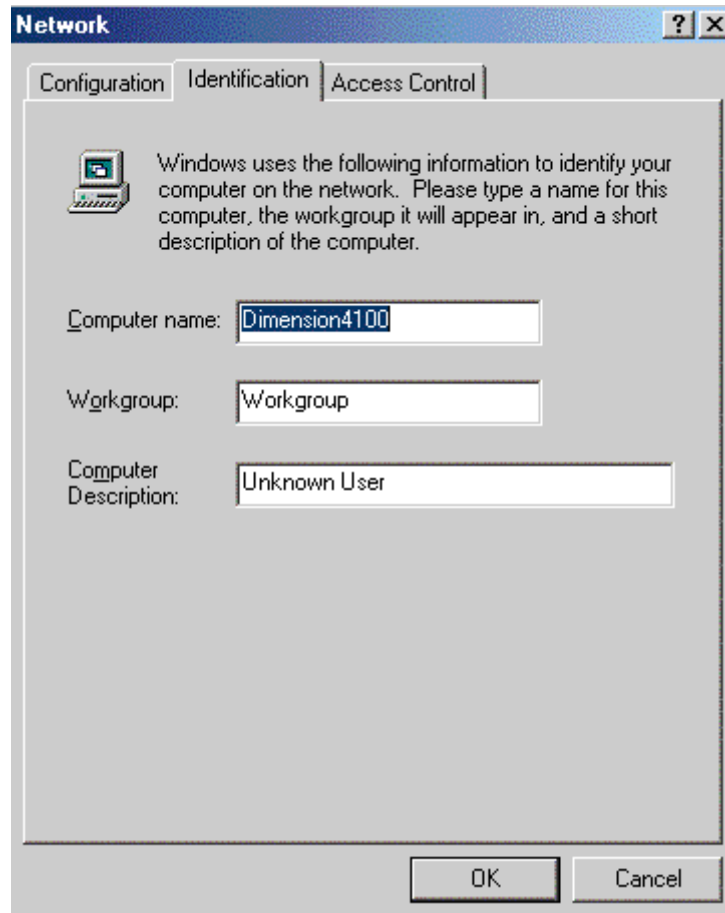 Network
Configuration Identification Access Control
Windows uses the following information to identify your
computer on the network. Please type a name for this
computer, the workgroup it will appear in, and a short
description of the computer.
Computer name: Dimension4100
Workgroup: Workgroup
Computer
Description: Unknown User
OK Cancel